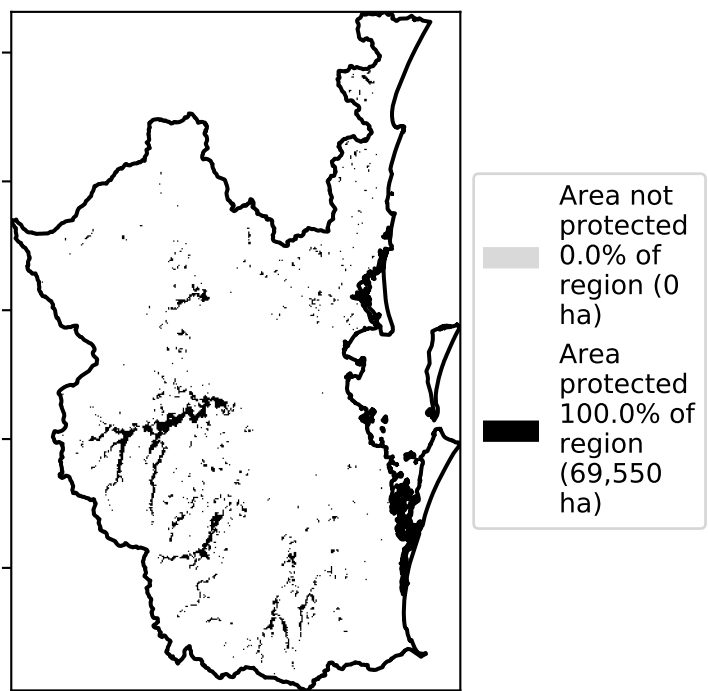 Area not
protected
0.0% of
region (0
ha)
Area
protected
100.0% of
region
(69,550
ha)